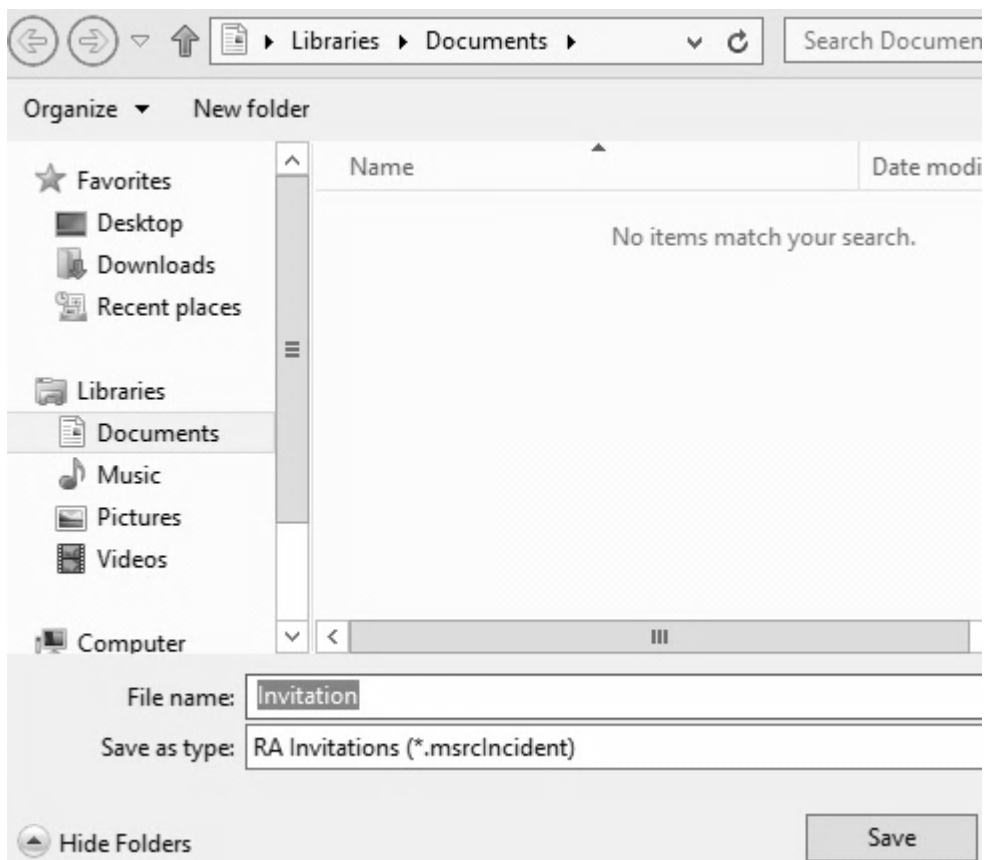 Libraries Documents
Search Documen
Organize New folder
Name Date modi
No items match your search.
Favorites
Desktop
Downloads
Recent places
Libraries
Documents
Music
Pictures
Videos
Computer
File name: Invitation
Save as type: RA Invitations (*.msrcIncident)
Hide Folders
Save